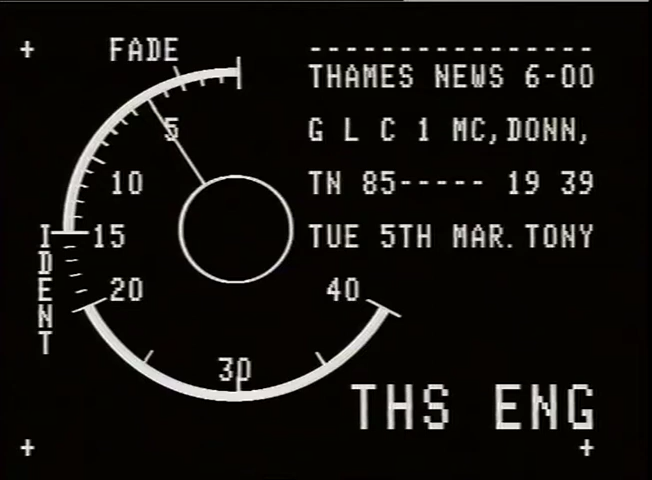 FADE
----------------
THAMES NEWS 6-00
G L C 1 MC,DONN,
TN 85----- 19 39
TUE 5TH MAR. TONY
5
10
15
20
30
40
IDENT
THS ENG